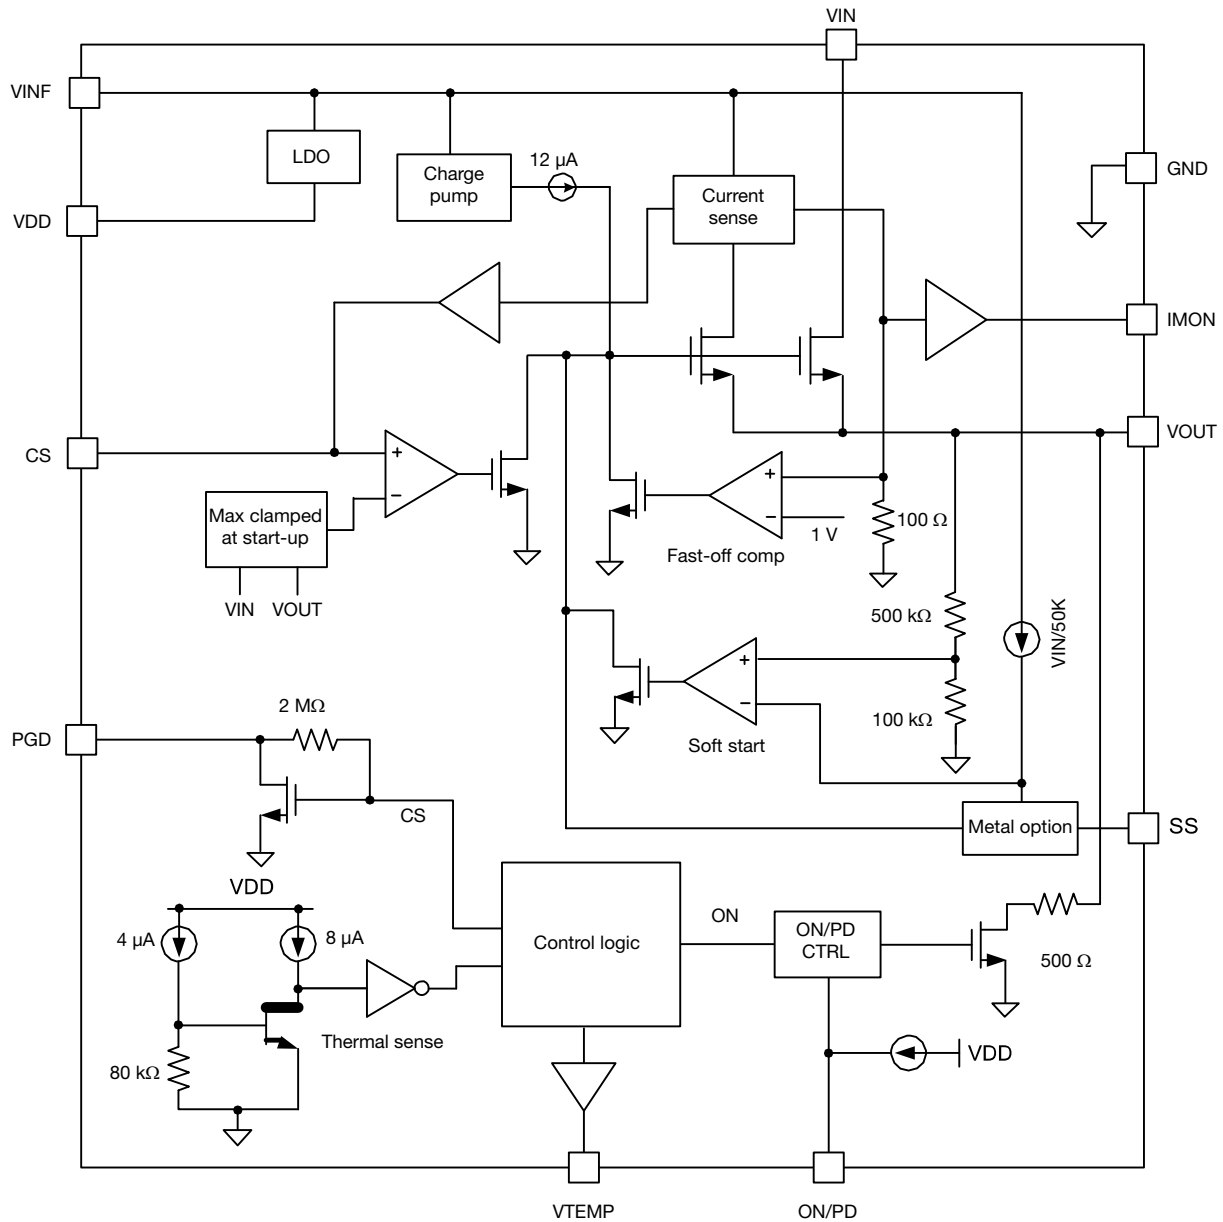 VIN
VINF
LDO
Charge
pump
12 µA
Current
sense
GND
VDD
IMON
CS
+
−
VOUT
Max clamped
at start-up
VIN VOUT
+
−
1 V
Fast-off comp
100 Ω
500 kΩ
VIN/50K
+
−
100 kΩ
Soft start
PGD
2 MΩ
CS
Metal option
SS
VDD
4 µA
8 µA
Control logic
ON
ON/PD
CTRL
500 Ω
Thermal sense
80 kΩ
VDD
VTEMP
ON/PD